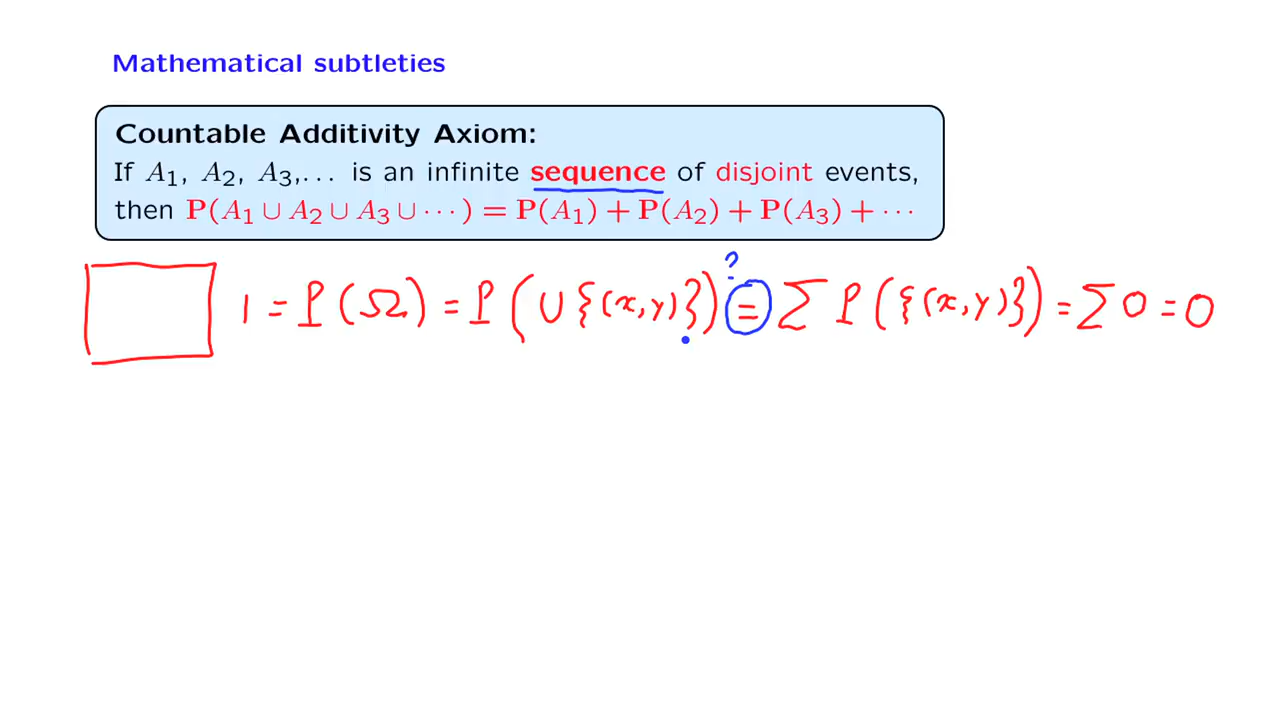 Mathematical subtleties
Countable Additivity Axiom:
If A₁, A₂, A₃,... is an infinite sequence of disjoint events,
then P(A₁ ∪ A₂ ∪ A₃ ∪ ···) = P(A₁) + P(A₂) + P(A₃) + ···
?
1 = P(Ω) = P(∪{(x,y)}) = Σ P({(x,y)}) = Σ 0 = 0